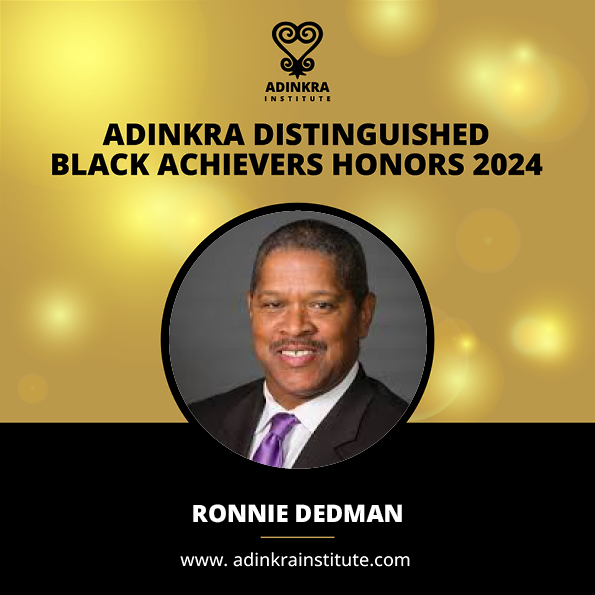 ADINKRA
INSTITUTE
ADINKRA DISTINGUISHED
BLACK ACHIEVERS HONORS 2024
RONNIE DEDMAN
www. adinkrainstitute.com